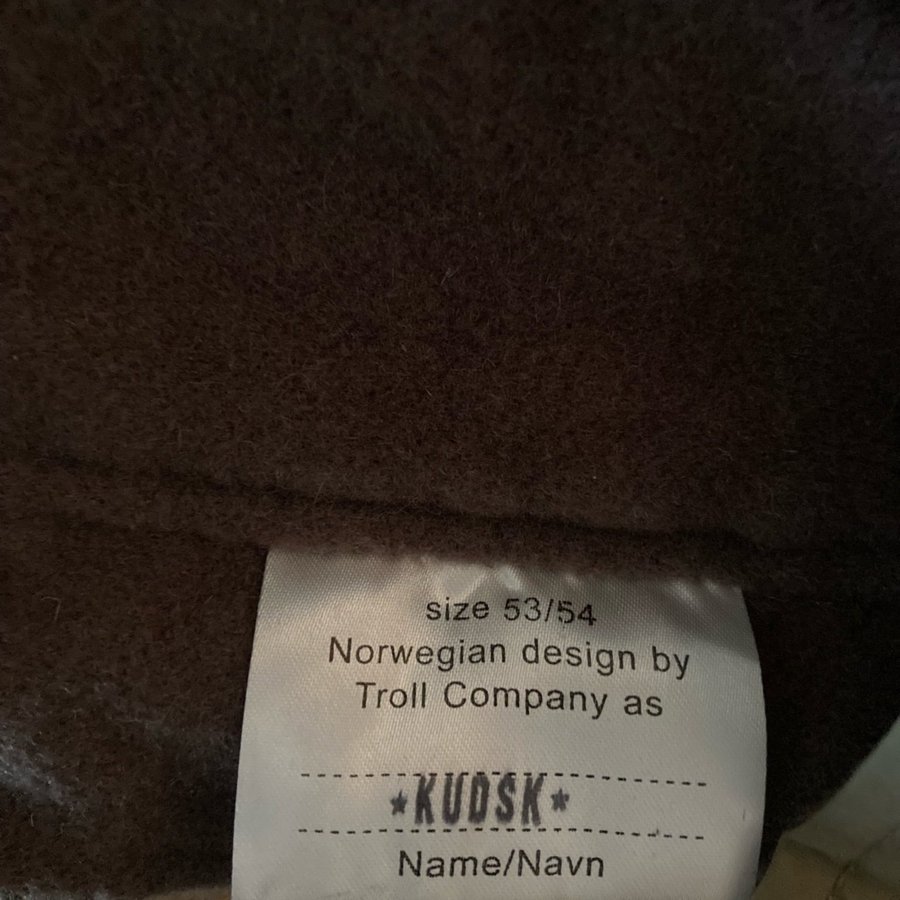 size 53/54
Norwegian design by
Troll Company as
★KUDSK★
Name/Navn